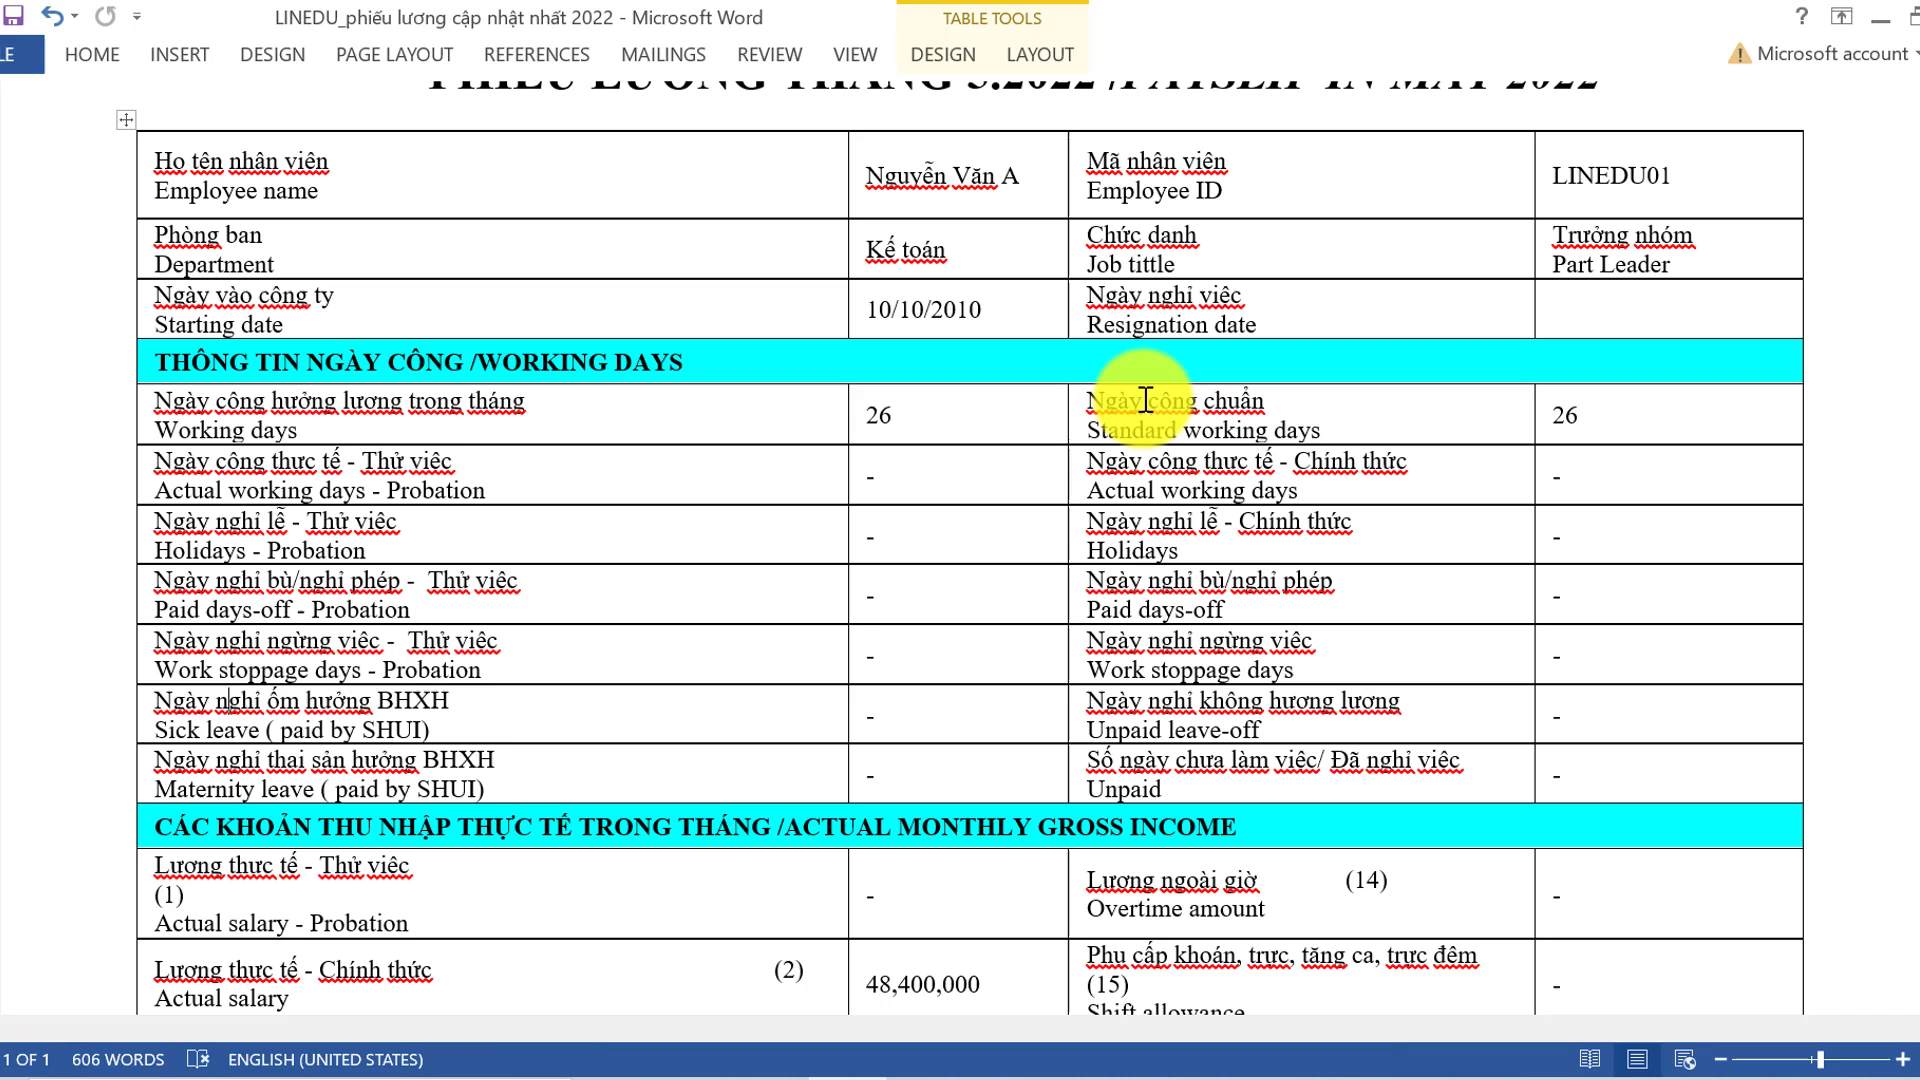 LINEDU_phiếu lương cập nhật nhất 2022 - Microsoft Word
TABLE TOOLS
?
LE
HOME
INSERT
DESIGN
PAGE LAYOUT
REFERENCES
MAILINGS
REVIEW
VIEW
DESIGN
LAYOUT
Microsoft account
PHIẾU LƯƠNG THÁNG 5.2022 /PAYSLIP IN MAY 2022
Họ tên nhân viên
Employee name
Nguyễn Văn A
Mã nhân viên
Employee ID
LINEDU01
Phòng ban
Department
Kế toán
Chức danh
Job tittle
Trưởng nhóm
Part Leader
Ngày vào công ty
Starting date
10/10/2010
Ngày nghỉ việc
Resignation date
THÔNG TIN NGÀY CÔNG /WORKING DAYS
Ngày công hưởng lương trong tháng
Working days
26
Ngày công chuẩn
Standard working days
26
Ngày công thực tế - Thử việc
Actual working days - Probation
-
Ngày công thực tế - Chính thức
Actual working days
-
Ngày nghỉ lễ - Thử việc
Holidays - Probation
-
Ngày nghỉ lễ - Chính thức
Holidays
-
Ngày nghỉ bù/nghỉ phép - Thử việc
Paid days-off - Probation
-
Ngày nghỉ bù/nghỉ phép
Paid days-off
-
Ngày nghỉ ngừng việc - Thử việc
Work stoppage days - Probation
-
Ngày nghỉ ngừng việc
Work stoppage days
-
Ngày nghỉ ốm hưởng BHXH
Sick leave ( paid by SHUI)
-
Ngày nghỉ không hương lương
Unpaid leave-off
-
Ngày nghỉ thai sản hưởng BHXH
Maternity leave ( paid by SHUI)
-
Số ngày chưa làm việc/ Đã nghỉ việc
Unpaid
-
CÁC KHOẢN THU NHẬP THỰC TẾ TRONG THÁNG /ACTUAL MONTHLY GROSS INCOME
Lương thực tế - Thử việc
(1)
Actual salary - Probation
-
Lương ngoài giờ (14)
Overtime amount
-
Lương thực tế - Chính thức (2)
Actual salary
48,400,000
Phụ cấp khoán, trực, tăng ca, trực đêm
(15)
Shift allowance
-
1 OF 1
606 WORDS
ENGLISH (UNITED STATES)